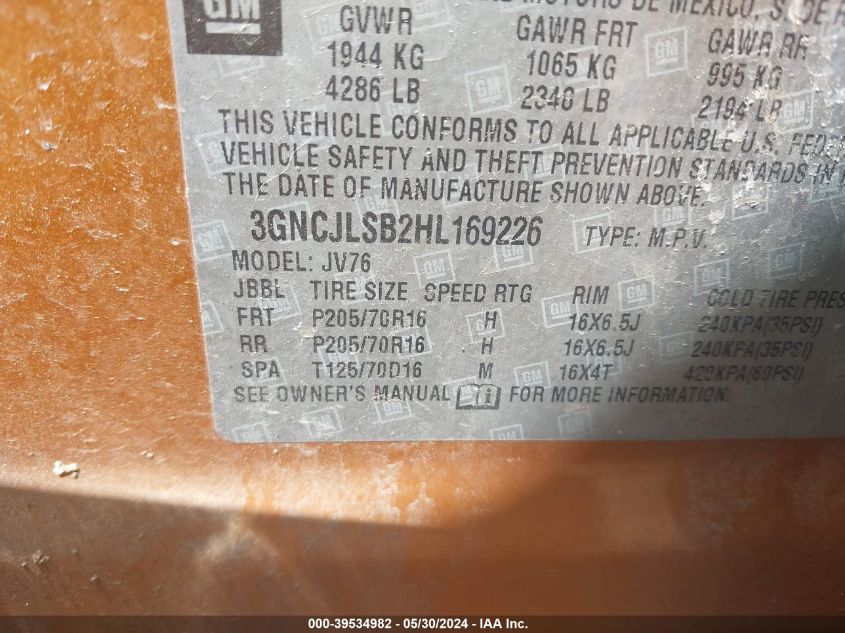 GM
MOTORS DE MEXICO, S. DE R
GVWR GAWR FRT GAWR RR
1944 KG 1065 KG 995 KG
4286 LB 2348 LB 2194 LB
THIS VEHICLE CONFORMS TO ALL APPLICABLE U.S. FEDE
VEHICLE SAFETY AND THEFT PREVENTION STANDARDS IN
THE DATE OF MANUFACTURE SHOWN ABOVE.
3GNCJLSB2HL169226 TYPE: M.P.V.
MODEL: JV76
JBBL TIRE SIZE SPEED RTG RIM COLD TIRE PRES
FRT P205/70R16 H 16X6.5J 240KPA(35PSI)
RR P205/70R16 H 16X6.5J 240KPA(35PSI)
SPA T125/70D16 M 16X4T 420KPA(60PSI)
SEE OWNER'S MANUAL FOR MORE INFORMATION.
000-39534982 - 05/30/2024 - IAA Inc.